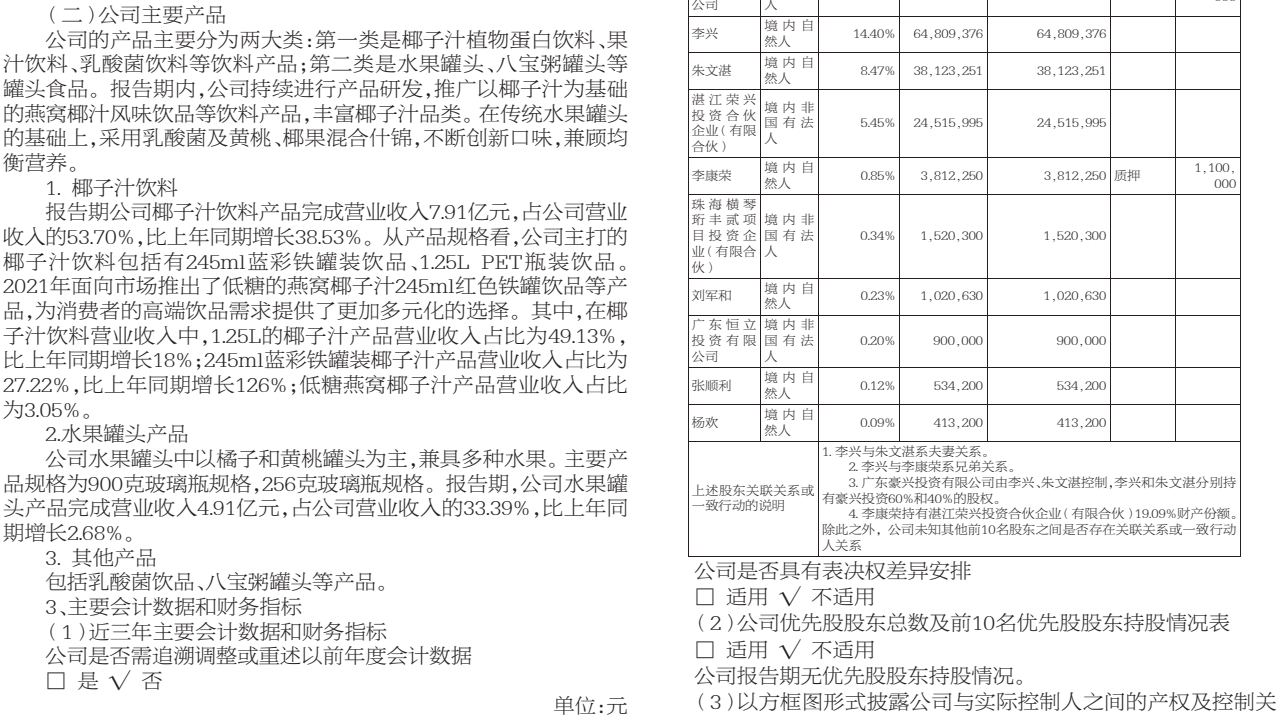 （二）公司主要产品
公司的产品主要分为两大类：第一类是椰子汁植物蛋白饮料、果
汁饮料、乳酸菌饮料等饮料产品；第二类是水果罐头、八宝粥罐头等
罐头食品。报告期内，公司持续进行产品研发，推广以椰子汁为基础
的燕窝椰汁风味饮品等饮料产品，丰富椰子汁品类。在传统水果罐头
的基础上，采用乳酸菌及黄桃、椰果混合什锦，不断创新口味，兼顾均
衡营养。
1. 椰子汁饮料
报告期公司椰子汁饮料产品完成营业收入7.91亿元，占公司营业
收入的53.70%，比上年同期增长38.53%。从产品规格看，公司主打的
椰子汁饮料包括有245ml蓝彩铁罐装饮品、1.25L PET瓶装饮品。
2021年面向市场推出了低糖的燕窝椰子汁245ml红色铁罐饮品等产
品，为消费者的高端饮品需求提供了更加多元化的选择。其中，在椰
子汁饮料营业收入中，1.25L的椰子汁产品营业收入占比为49.13%，
比上年同期增长18%；245ml蓝彩铁罐装椰子汁产品营业收入占比为
27.22%，比上年同期增长126%；低糖燕窝椰子汁产品营业收入占比
为3.05%。
2.水果罐头产品
公司水果罐头中以橘子和黄桃罐头为主，兼具多种水果。主要产
品规格为900克玻璃瓶规格，256克玻璃瓶规格。报告期，公司水果罐
头产品完成营业收入4.91亿元，占公司营业收入的33.39%，比上年同
期增长2.68%。
3. 其他产品
包括乳酸菌饮品、八宝粥罐头等产品。
3、主要会计数据和财务指标
（1）近三年主要会计数据和财务指标
公司是否需追溯调整或重述以前年度会计数据
□ 是 √ 否
单位：元
公司 人 000
李兴 境内自然人 14.40% 64,809,376 64,809,376
朱文湛 境内自然人 8.47% 38,123,251 38,123,251
湛江荣兴投资合伙企业（有限合伙） 境内非国有法人 5.45% 24,515,995 24,515,995
李康荣 境内自然人 0.85% 3,812,250 3,812,250 质押 1,100,000
珠海横琴珩丰贰项目投资企业（有限合伙） 境内非国有法人 0.34% 1,520,300 1,520,300
刘军和 境内自然人 0.23% 1,020,630 1,020,630
广东恒立投资有限公司 境内非国有法人 0.20% 900,000 900,000
张顺利 境内自然人 0.12% 534,200 534,200
杨欢 境内自然人 0.09% 413,200 413,200
上述股东关联关系或一致行动的说明
1. 李兴与朱文湛系夫妻关系。
2. 李兴与李康荣系兄弟关系。
3. 广东豪兴投资有限公司由李兴、朱文湛控制，李兴和朱文湛分别持
有豪兴投资60%和40%的股权。
4. 李康荣持有湛江荣兴投资合伙企业（有限合伙）19.09%财产份额。
除此之外，公司未知其他前10名股东之间是否存在关联关系或一致行动
人关系
公司是否具有表决权差异安排
□ 适用 √ 不适用
（2）公司优先股股东总数及前10名优先股股东持股情况表
□ 适用 √ 不适用
公司报告期无优先股股东持股情况。
（3）以方框图形式披露公司与实际控制人之间的产权及控制关